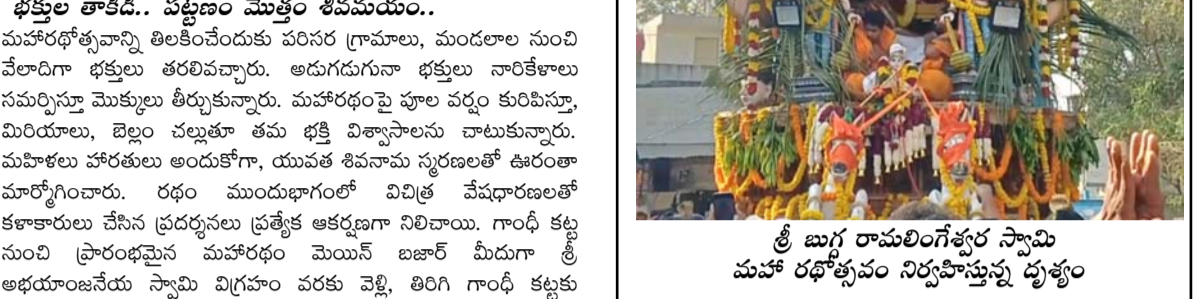 భక్తుల తాకిడి.. పట్టణం మొత్తం శివమయం..
మహారథోత్సవాన్ని తిలకించేందుకు పరిసర గ్రామాలు, మండలాల నుంచి
వేలాదిగా భక్తులు తరలివచ్చారు. అడుగడుగునా భక్తులు నారికేళాలు
సమర్పిస్తూ మొక్కులు తీర్చుకున్నారు. మహారథంపై పూల వర్షం కురిపిస్తూ,
మిరియాలు, బెల్లం చల్లుతూ తమ భక్తి విశ్వాసాలను చాటుకున్నారు.
మహిళలు హారతులు అందుకోగా, యువత శివనామ స్మరణలతో ఊరంతా
మార్మోగించారు. రథం ముందుభాగంలో విచిత్ర వేషధారణలతో
కళాకారులు చేసిన ప్రదర్శనలు ప్రత్యేక ఆకర్షణగా నిలిచాయి. గాంధీ కట్ట
నుంచి ప్రారంభమైన మహారథం మెయిన్ బజార్ మీదుగా శ్రీ
అభయాంజనేయ స్వామి విగ్రహం వరకు వెళ్లి, తిరిగి గాంధీ కట్టకు
శ్రీ బుగ్గ రామలింగేశ్వర స్వామి
మహా రథోత్సవం నిర్వహిస్తున్న దృశ్యం